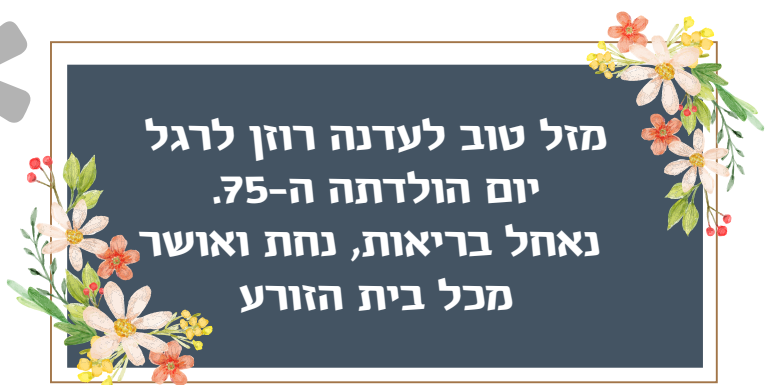 מזל טוב לעדנה רוזן לרגל
יום הולדתה ה-75.
נאחל בריאות, נחת ואושר
מכל בית הזורע